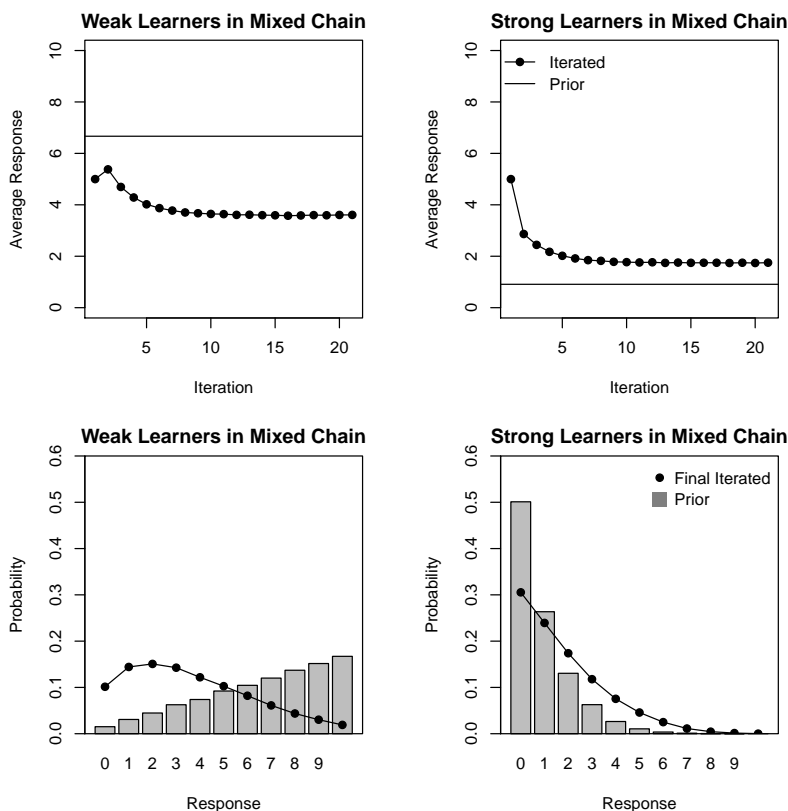 Weak Learners in Mixed Chain
Average Response
0 2 4 6 8 10
5 10 15 20
Iteration
Strong Learners in Mixed Chain
Iterated
Prior
Average Response
0 2 4 6 8 10
5 10 15 20
Iteration
Weak Learners in Mixed Chain
Probability
0.0 0.1 0.2 0.3 0.4 0.5 0.6
0 1 2 3 4 5 6 7 8 9
Response
Strong Learners in Mixed Chain
Final Iterated
Prior
Probability
0.0 0.1 0.2 0.3 0.4 0.5 0.6
0 1 2 3 4 5 6 7 8 9
Response